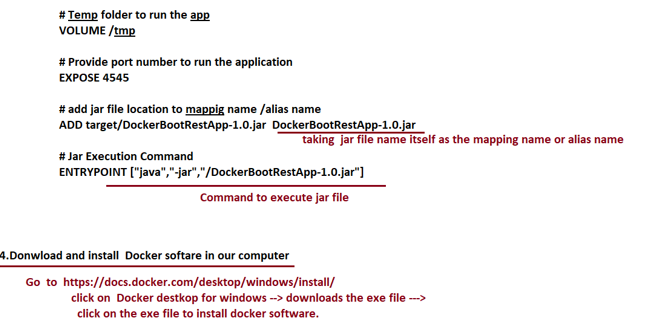 # Temp folder to run the app
VOLUME /tmp
# Provide port number to run the application
EXPOSE 4545
# add jar file location to mappig name /alias name
ADD target/DockerBootRestApp-1.0.jar DockerBootRestApp-1.0.jar
taking jar file name itself as the mapping name or alias name
# Jar Execution Command
ENTRYPOINT ["java","-jar","/DockerBootRestApp-1.0.jar"]
Command to execute jar file
4.Donwload and install Docker softare in our computer
Go to https://docs.docker.com/desktop/windows/install/
click on Docker destkop for windows --> downloads the exe file --->
click on the exe file to install docker software.